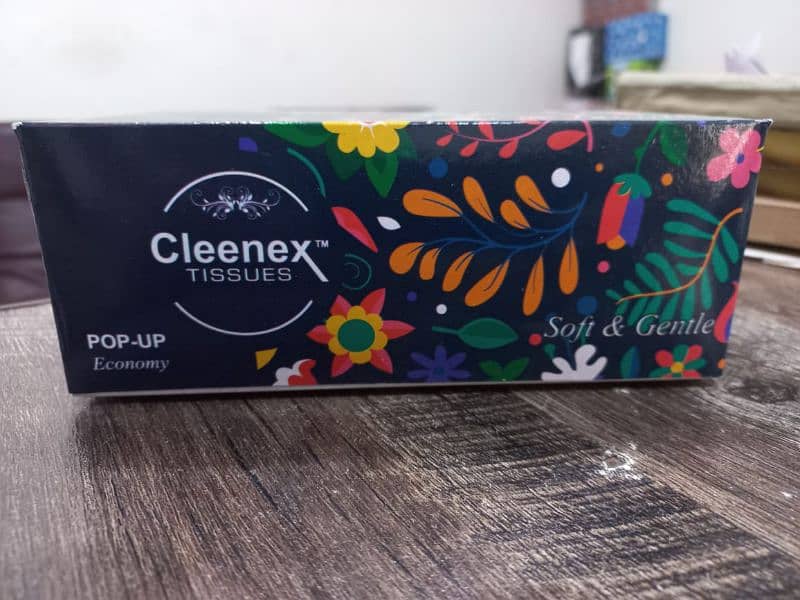 Cleenex™
TISSUES
POP-UP
Economy
Soft & Gentle